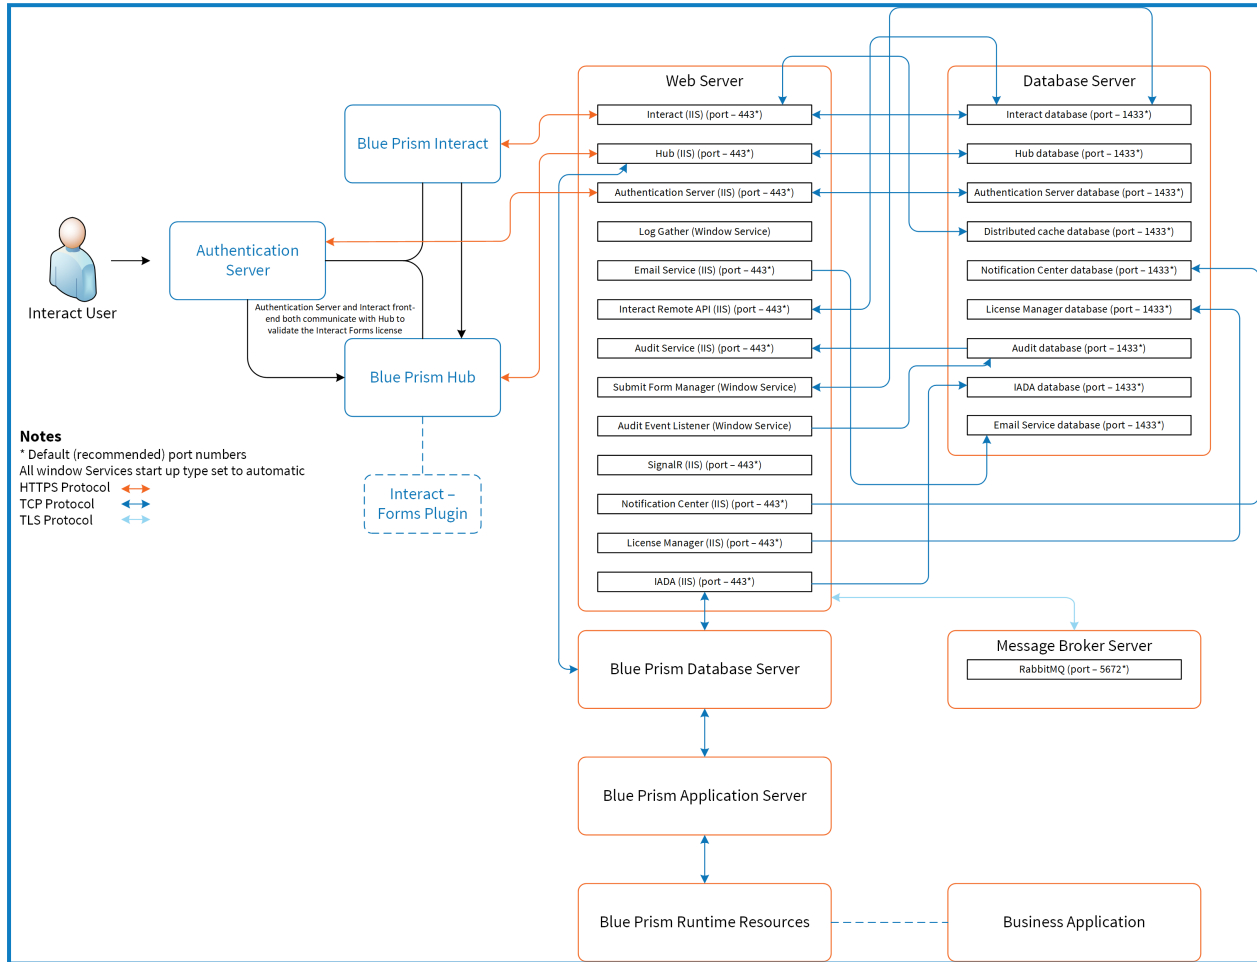 Web Server
Interact (IIS) (port – 443*)
Hub (IIS) (port – 443*)
Authentication Server (IIS) (port – 443*)
Log Gather (Window Service)
Email Service (IIS) (port – 443*)
Interact Remote API (IIS) (port – 443*)
Audit Service (IIS) (port – 443*)
Submit Form Manager (Window Service)
Audit Event Listener (Window Service)
SignalR (IIS) (port – 443*)
Notification Center (IIS) (port – 443*)
License Manager (IIS) (port – 443*)
IADA (IIS) (port – 443*)
Database Server
Interact database (port – 1433*)
Hub database (port – 1433*)
Authentication Server database (port – 1433*)
Distributed cache database (port – 1433*)
Notification Center database (port – 1433*)
License Manager database (port – 1433*)
Audit database (port – 1433*)
IADA database (port – 1433*)
Email Service database (port – 1433*)
Blue Prism Interact
Authentication
Server
Interact User
Authentication Server and Interact front-
end both communicate with Hub to
validate the Interact Forms license
Blue Prism Hub
Interact –
Forms Plugin
Notes
* Default (recommended) port numbers
All window Services start up type set to automatic
HTTPS Protocol
TCP Protocol
TLS Protocol
Blue Prism Database Server
Message Broker Server
RabbitMQ (port – 5672*)
Blue Prism Application Server
Blue Prism Runtime Resources
Business Application